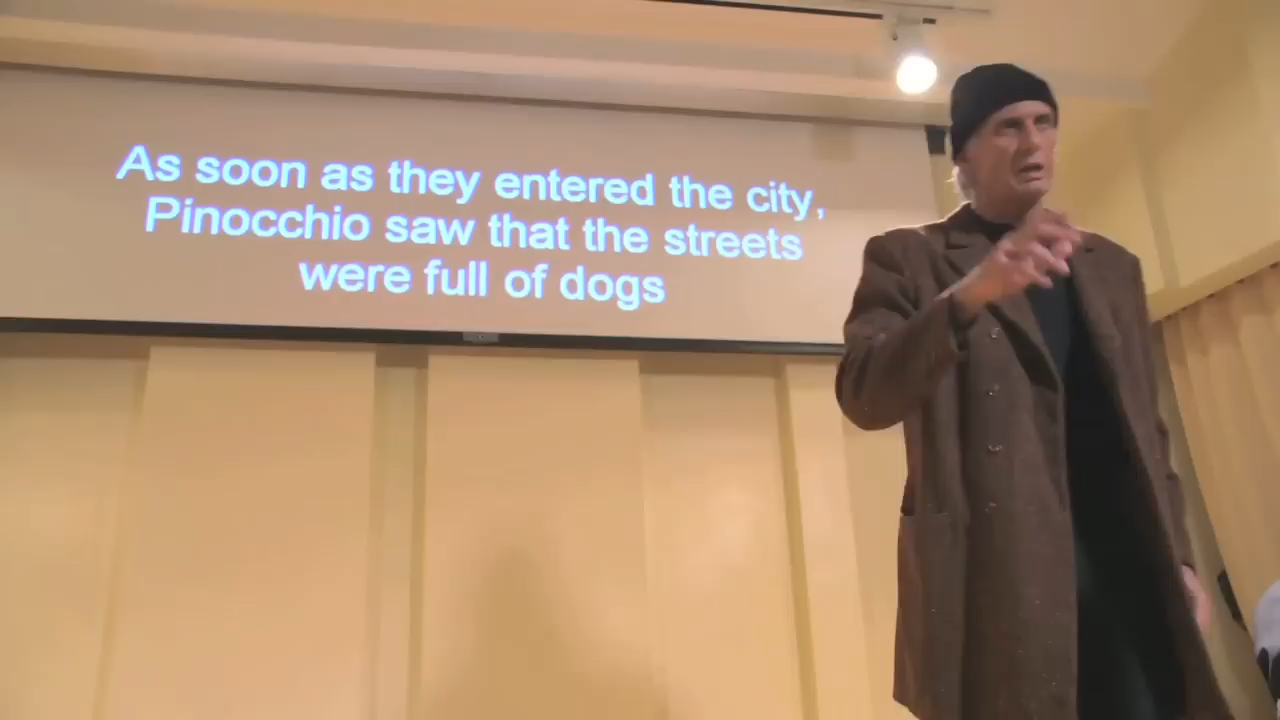 As soon as they entered the city,
Pinocchio saw that the streets
were full of dogs